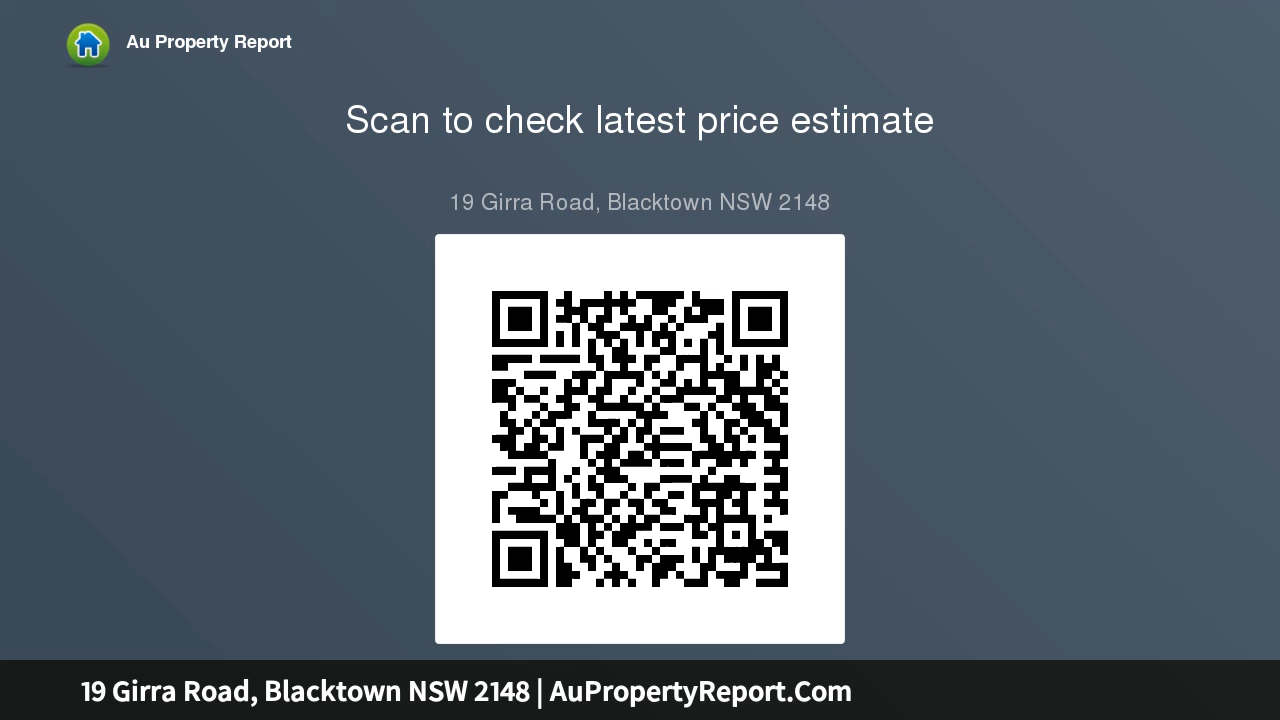 Au Property Report
Scan to check latest price estimate
19 Girra Road, Blacktown NSW 2148
19 Girra Road, Blacktown NSW 2148 | AuPropertyReport.Com